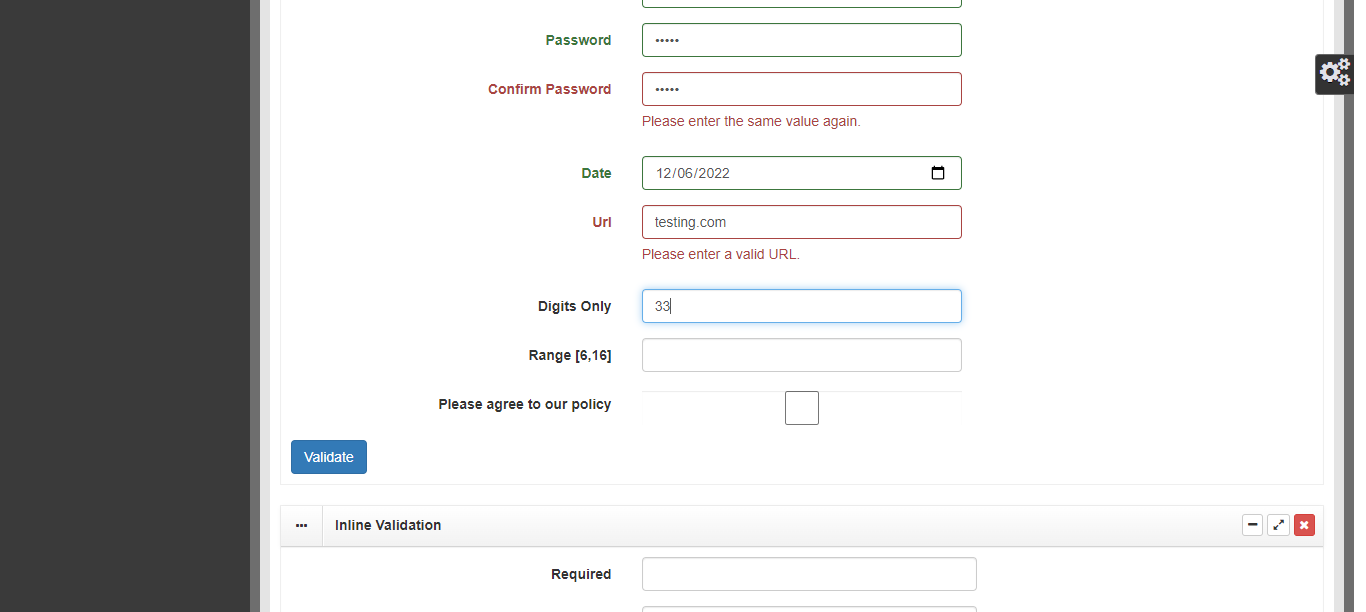 Password •••••
Confirm Password •••••
Please enter the same value again.
Date 12/06/2022
Url testing.com
Please enter a valid URL.
Digits Only 33
Range [6,16]
Please agree to our policy
Validate
Inline Validation
Required